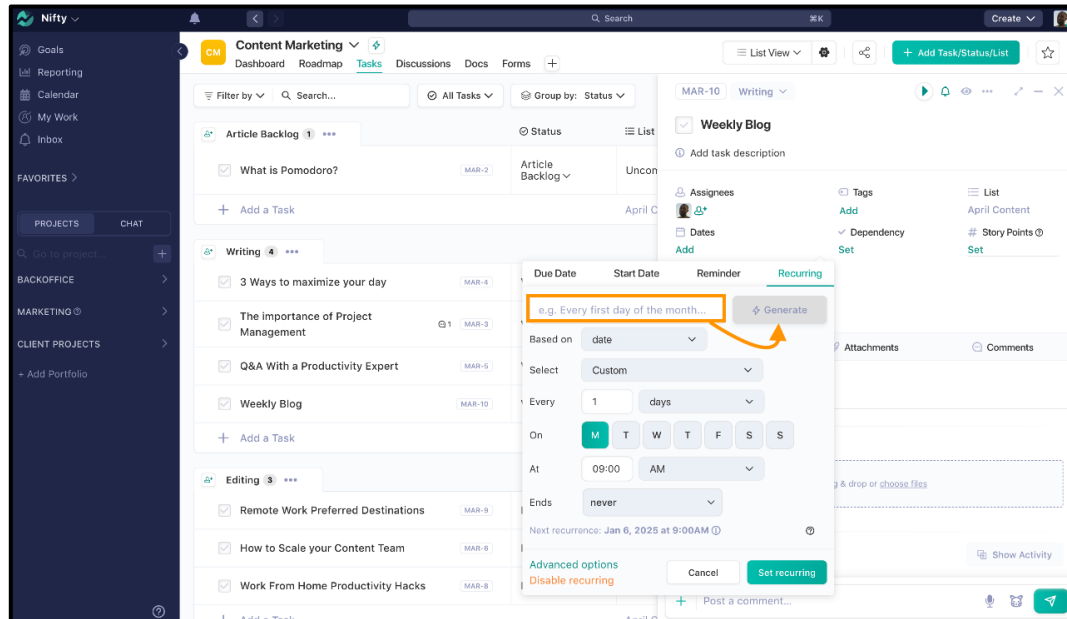 Nifty
Search
⌘K
Create
Goals
Reporting
Calendar
My Work
Inbox
FAVORITES
PROJECTS
CHAT
Go to project...
BACKOFFICE
MARKETING
CLIENT PROJECTS
+ Add Portfolio
CM
Content Marketing
Dashboard Roadmap Tasks Discussions Docs Forms
List View
+ Add Task/Status/List
Filter by
Search...
All Tasks
Group by: Status
Article Backlog 1
Status
List
What is Pomodoro?
MAR-2
Article
Backlog
Uncon
+ Add a Task
April C
Writing 4
3 Ways to maximize your day
MAR-4
The importance of Project
Management
1
MAR-3
Q&A With a Productivity Expert
MAR-5
Weekly Blog
MAR-10
+ Add a Task
Editing 3
Remote Work Preferred Destinations
MAR-9
How to Scale your Content Team
MAR-6
Work From Home Productivity Hacks
MAR-8
+ Add a Task
MAR-10
Writing
Weekly Blog
Add task description
Assignees
Tags
List
Add
April Content
Dates
Dependency
# Story Points
Add
Set
Set
Due Date
Start Date
Reminder
Recurring
e.g. Every first day of the month...
Generate
Based on
date
Select
Custom
Every
1
days
On
M T W T F S S
At
09:00
AM
Ends
never
Next recurrence: Jan 6, 2025 at 9:00AM
Advanced options
Disable recurring
Cancel
Set recurring
Attachments
Comments
g & drop or choose files
Show Activity
+ Post a comment...